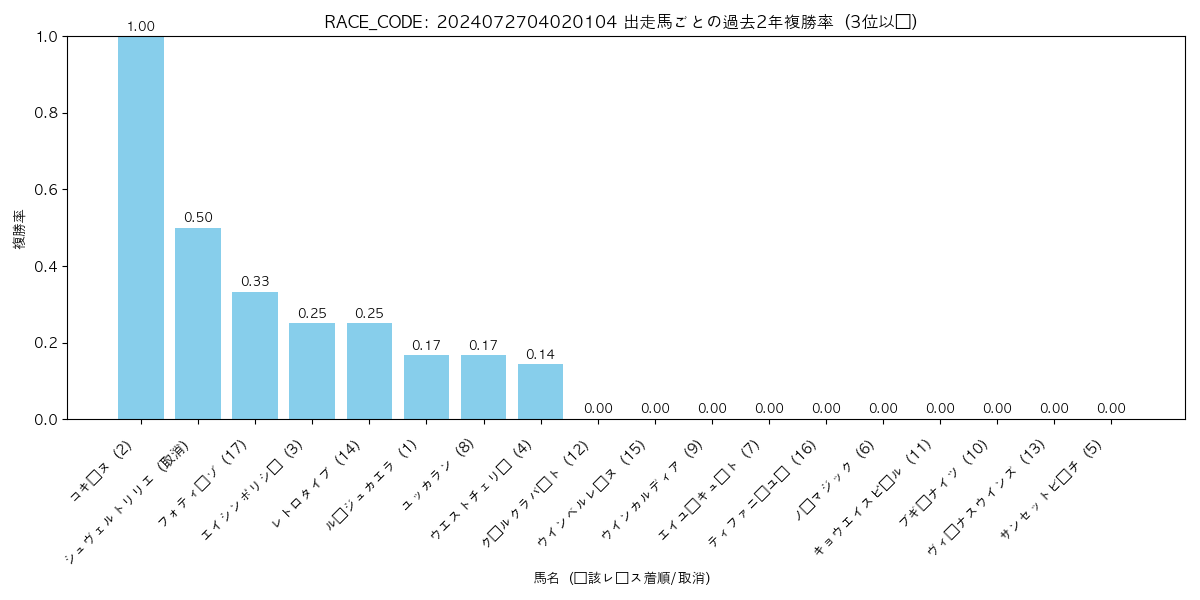 RACE_CODE: 2024072704020104 出走馬ごとの過去2年複勝率 (3位以□)
複勝率
1.0
0.8
0.6
0.4
0.2
0.0
1.00
0.50
0.33
0.25
0.25
0.17
0.17
0.14
0.00
0.00
0.00
0.00
0.00
0.00
0.00
0.00
0.00
0.00
コキ□ヌ (2)
シュヴェルトリリエ (取消)
フォティ□ゾ (17)
エイシンポリシ□ (3)
レトロタイプ (14)
ル□ジュカエラ (1)
ユッカラン (8)
ウエストチェリ□ (4)
ク□ルクラバ□ト (12)
ウインベルレ□ヌ (15)
ウインカルディア (9)
エイユ□キュ□ト (7)
ティファニ□ユ□ (16)
ノ□マジック (6)
キョウエイスピ□ル (11)
ブギ□ナイツ (10)
ヴィ□ナスウインズ (13)
サンセットビ□チ (5)
馬名 (□該レ□ス着順/取消)